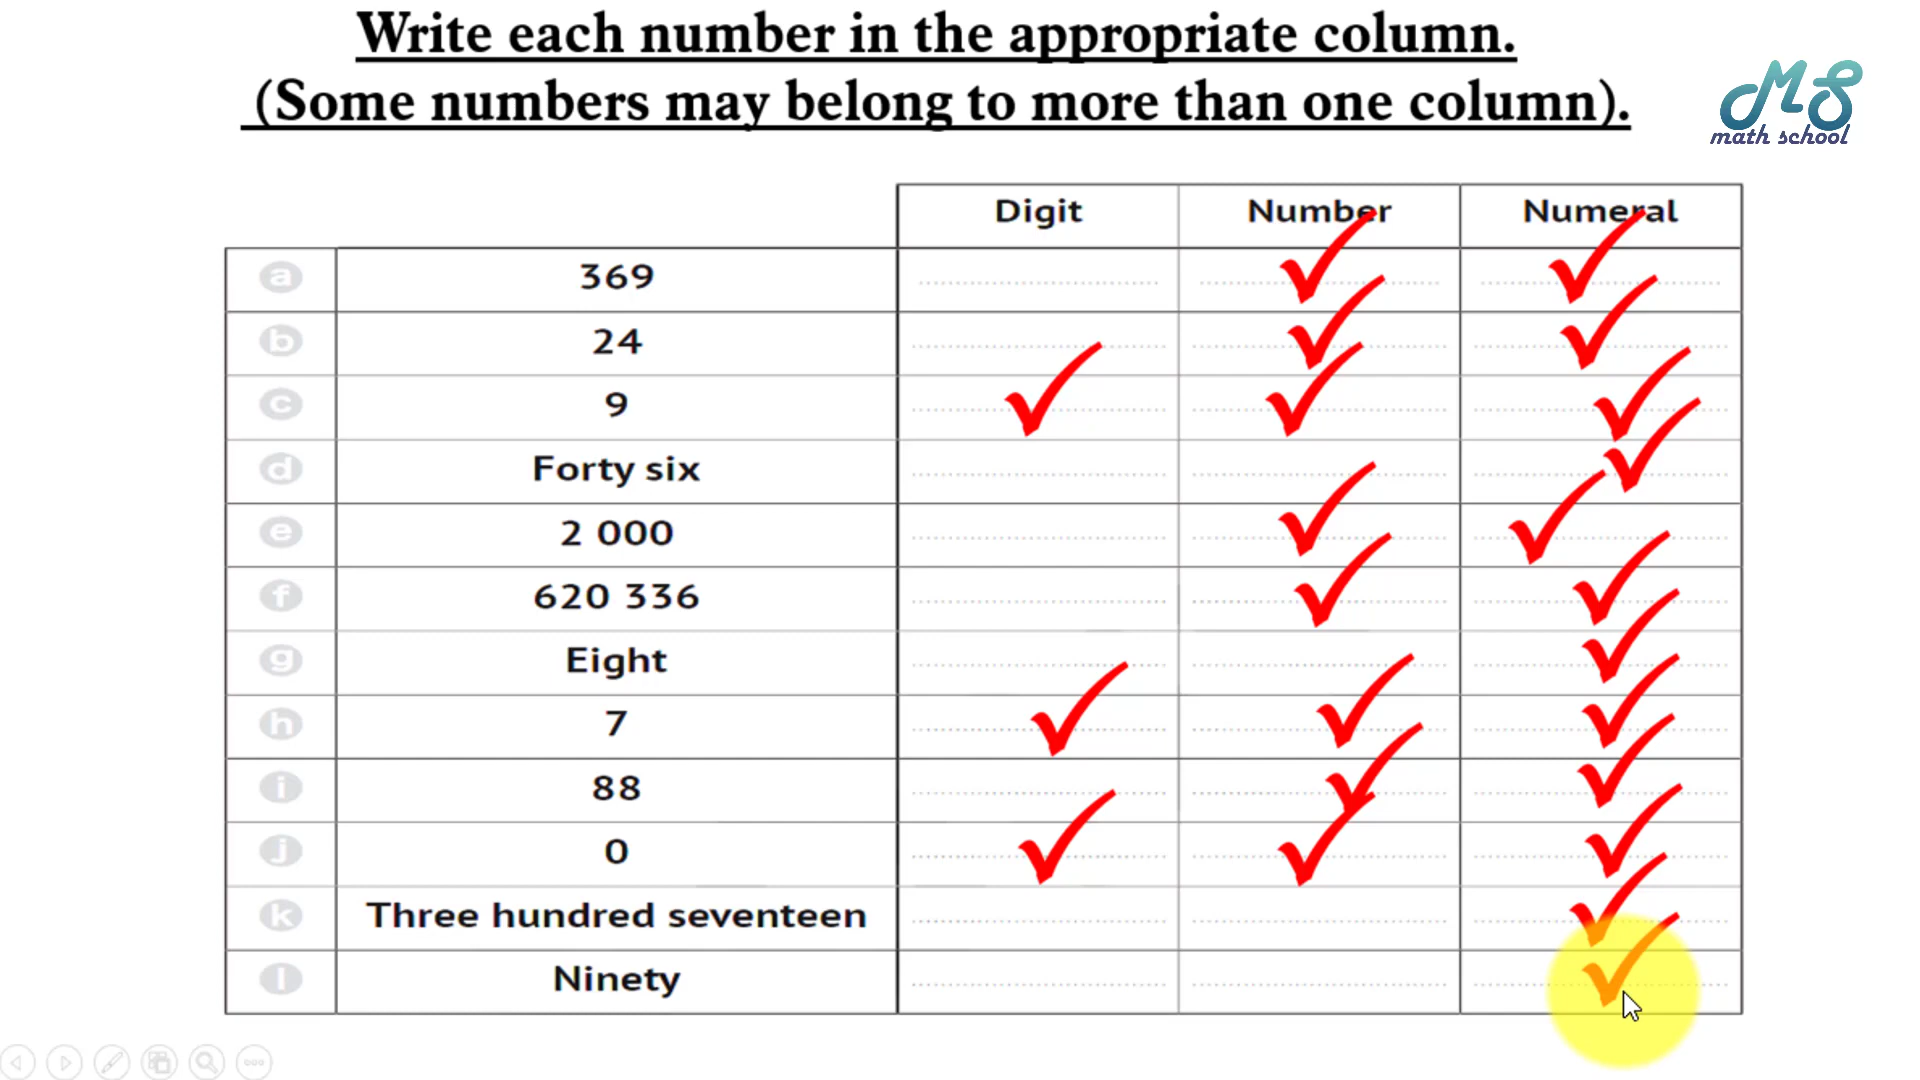 Write each number in the appropriate column.
(Some numbers may belong to more than one column).
MS
math school
Digit Number Numeral
a 369
b 24
c 9
d Forty six
e 2 000
f 620 336
g Eight
h 7
i 88
j 0
k Three hundred seventeen
l Ninety